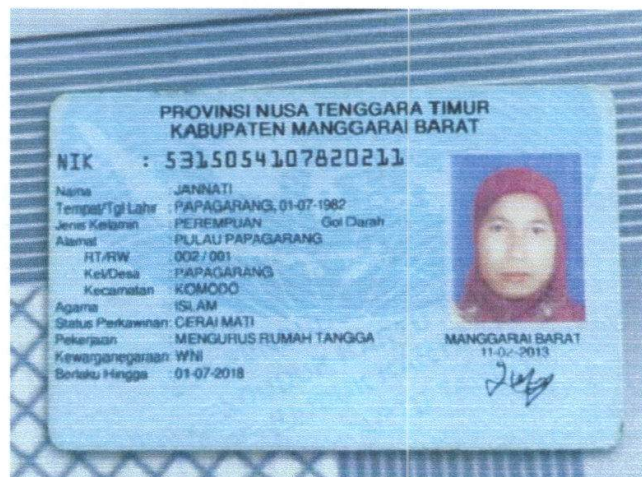 PROVINSI NUSA TENGGARA TIMUR
KABUPATEN MANGGARAI BARAT
NIK : 5315054107820211
Nama : JANNATI
Tempat/Tgl Lahir : PAPAGARANG, 01-07-1982
Jenis Kelamin : PEREMPUAN Gol Darah
Alamat : PULAU PAPAGARANG
RT/RW : 002 / 001
Kel/Desa : PAPAGARANG
Kecamatan : KOMODO
Agama : ISLAM
Status Perkawinan: CERAI MATI
Pekerjaan : MENGURUS RUMAH TANGGA
Kewarganegaraan: WNI
Berlaku Hingga : 01-07-2018
MANGGARAI BARAT
11-02-2013